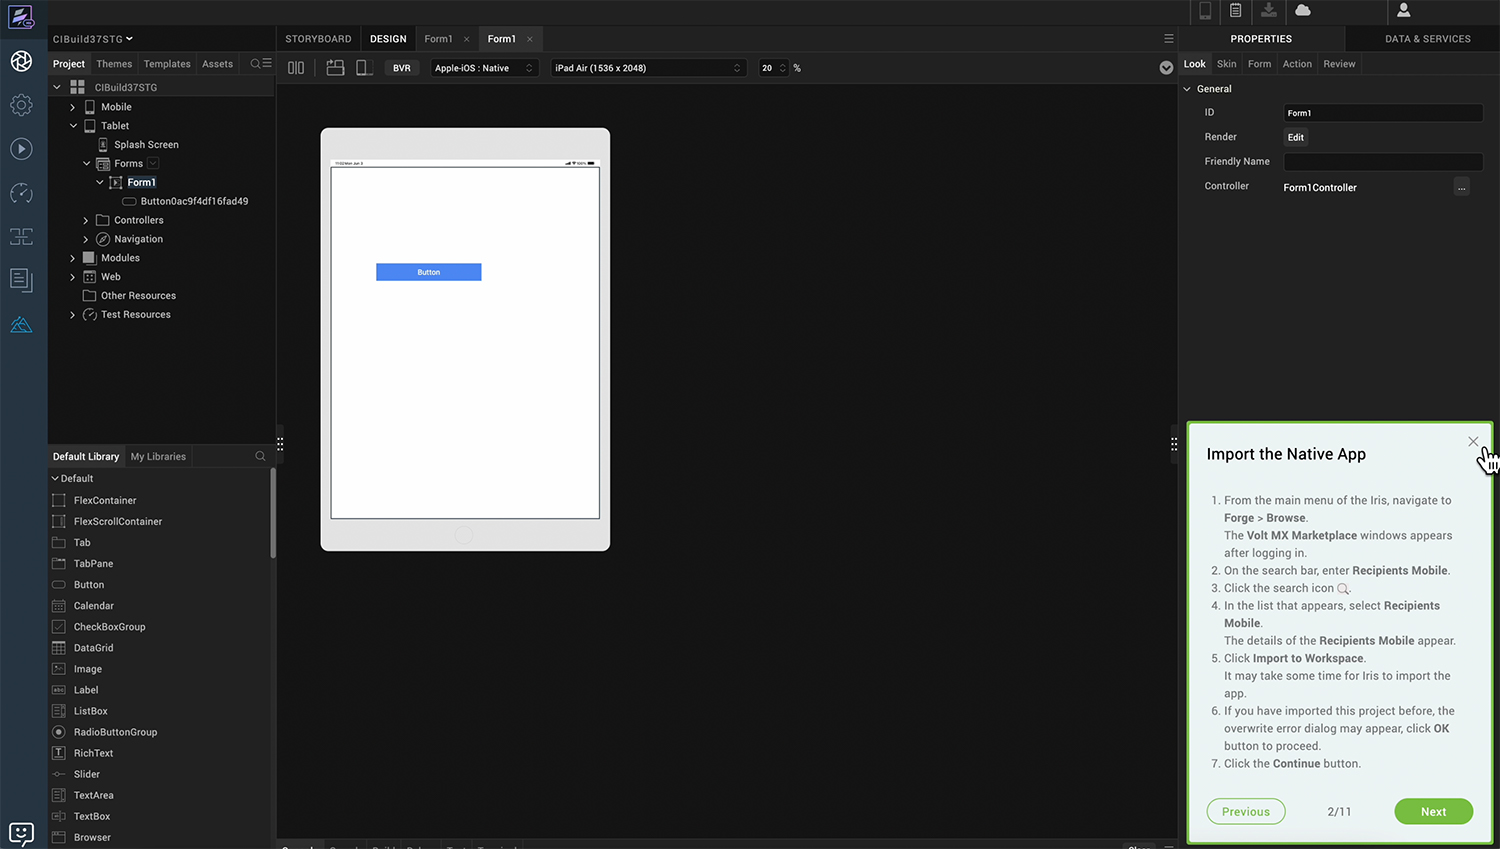 CIBuild37STG
STORYBOARD
DESIGN
Form1
Form1
PROPERTIES
DATA & SERVICES
Project
Themes
Templates
Assets
BVR
Apple-iOS : Native
iPad Air (1536 x 2048)
20
%
Look
Skin
Form
Action
Review
CIBuild37STG
Mobile
Tablet
Splash Screen
Forms
Form1
Button0ac9f4df16fad49
Controllers
Navigation
Modules
Web
Other Resources
Test Resources
100%
Button
General
ID
Form1
Render
Edit
Friendly Name
Controller
Form1Controller
...
Default Library
My Libraries
Default
FlexContainer
FlexScrollContainer
Tab
TabPane
Button
Calendar
CheckBoxGroup
DataGrid
Image
Label
ListBox
RadioButtonGroup
RichText
Slider
TextArea
TextBox
Browser
Import the Native App
1. From the main menu of the Iris, navigate to
Forge > Browse.
The Volt MX Marketplace windows appears
after logging in.
2. On the search bar, enter Recipients Mobile.
3. Click the search icon .
4. In the list that appears, select Recipients
Mobile.
The details of the Recipients Mobile appear.
5. Click Import to Workspace.
It may take some time for Iris to import the
app.
6. If you have imported this project before, the
overwrite error dialog may appear, click OK
button to proceed.
7. Click the Continue button.
Previous
2/11
Next